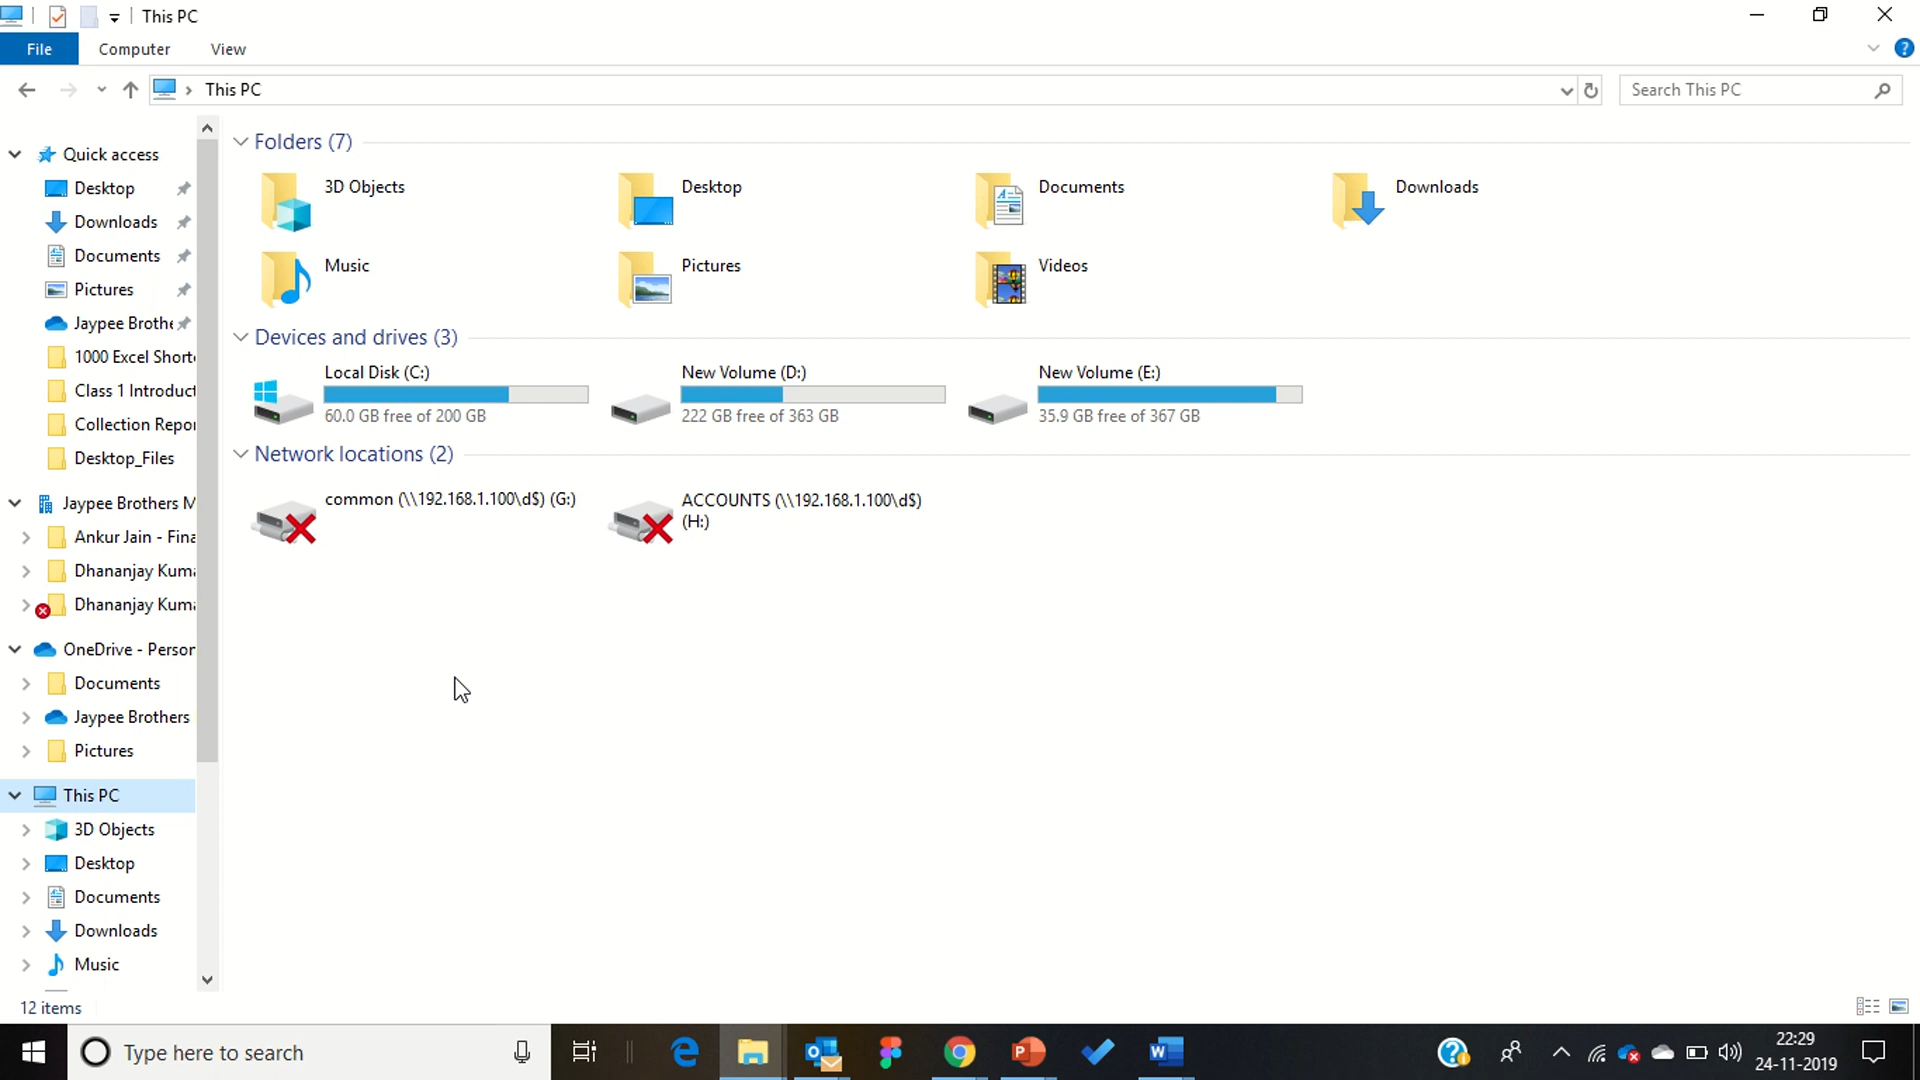 This PC
File Computer View
This PC
Search This PC
Quick access
Desktop
Downloads
Documents
Pictures
Jaypee Brothe
1000 Excel Short
Class 1 Introduct
Collection Repor
Desktop_Files
Jaypee Brothers M
Ankur Jain - Fina
Dhananjay Kuma
Dhananjay Kuma
OneDrive - Person
Documents
Jaypee Brothers
Pictures
This PC
3D Objects
Desktop
Documents
Downloads
Music
Folders (7)
3D Objects
Desktop
Documents
Downloads
Music
Pictures
Videos
Devices and drives (3)
Local Disk (C:)
60.0 GB free of 200 GB
New Volume (D:)
222 GB free of 363 GB
New Volume (E:)
35.9 GB free of 367 GB
Network locations (2)
common (\\192.168.1.100\d$) (G:)
ACCOUNTS (\\192.168.1.100\d$)
(H:)
12 items
Type here to search
22:29
24-11-2019